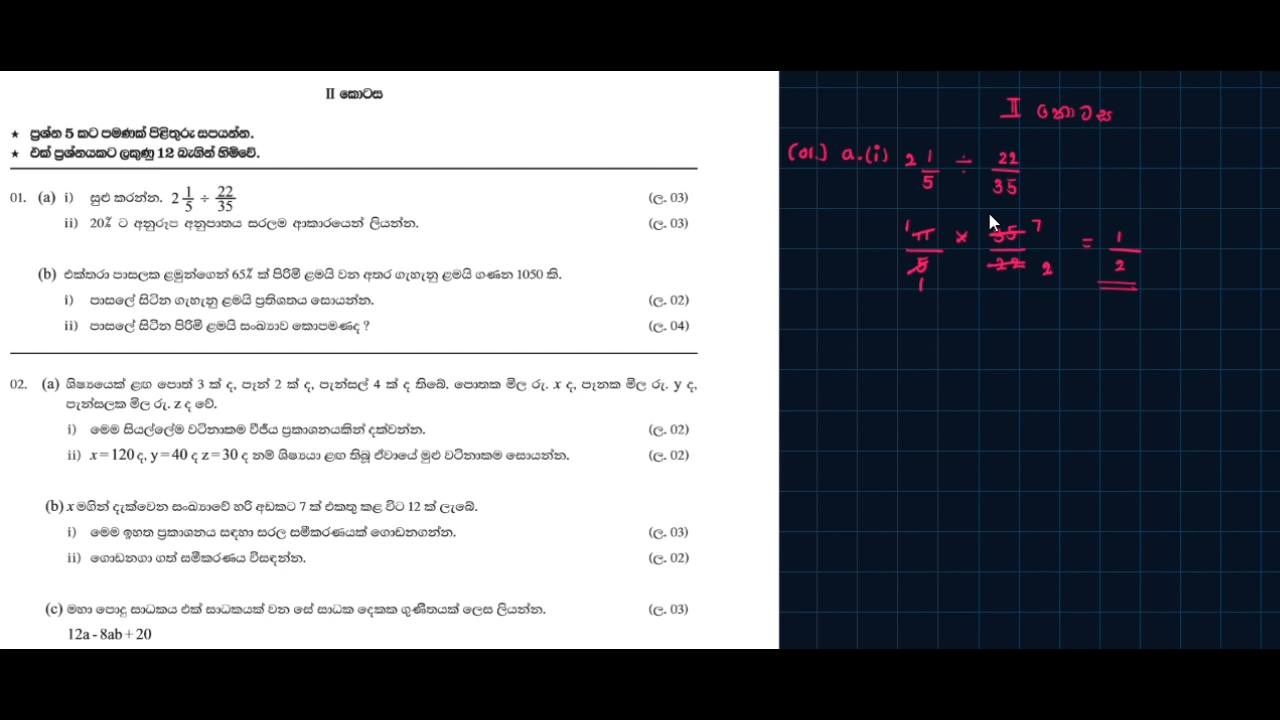 II කොටස
★ ප්‍රශ්න 5 කට පමණක් පිළිතුරු සපයන්න.
★ එක් ප්‍රශ්නයකට ලකුණු 12 බැගින් හිමිවේ.
01. (a) i) සුළු කරන්න. 2 1/5 ÷ 22/35 (ල. 03)
ii) 20% ට අනුරූප අනුපාතය සරලම ආකාරයෙන් ලියන්න. (ල. 03)
(b) එක්තරා පාසලක ළමුන්ගෙන් 65% ක් පිරිමි ළමයි වන අතර ගැහැනු ළමයි ගණන 1050 කි.
i) පාසලේ සිටින ගැහැනු ළමයි ප්‍රතිශතය සොයන්න. (ල. 02)
ii) පාසලේ සිටින පිරිමි ළමයි සංඛ්‍යාව කොපමණද ? (ල. 04)
02. (a) ශිෂ්‍යයෙක් ළඟ පොත් 3 ක් ද, පෑන් 2 ක් ද, පැන්සල් 4 ක් ද තිබේ. පොතක මිල රු. x ද, පෑනක මිල රු. y ද,
පැන්සලක මිල රු. z ද වේ.
i) මෙම සියල්ලේම වටිනාකම වීජීය ප්‍රකාශනයකින් දක්වන්න. (ල. 02)
ii) x=120 ද, y=40 ද z=30 ද නම් ශිෂ්‍යයා ළඟ තිබූ ඒවායේ මුළු වටිනාකම සොයන්න. (ල. 02)
(b) x මගින් දැක්වෙන සංඛ්‍යාවේ හරි අඩකට 7 ක් එකතු කළ විට 12 ක් ලැබේ.
i) මෙම ඉහත ප්‍රකාශනය සඳහා සරල සමීකරණයක් ගොඩනගන්න. (ල. 03)
ii) ගොඩනගා ගත් සමීකරණය විසඳන්න. (ල. 02)
(c) මහා පොදු සාධකය එක් සාධකයක් වන සේ සාධක දෙකක ගුණිතයක් ලෙස ලියන්න. (ල. 03)
12a - 8ab + 20
II කොටස
(01.) a.(i) 2 1/5 ÷ 22/35
1 11/5 1 × 35 7/22 2 = 1/2